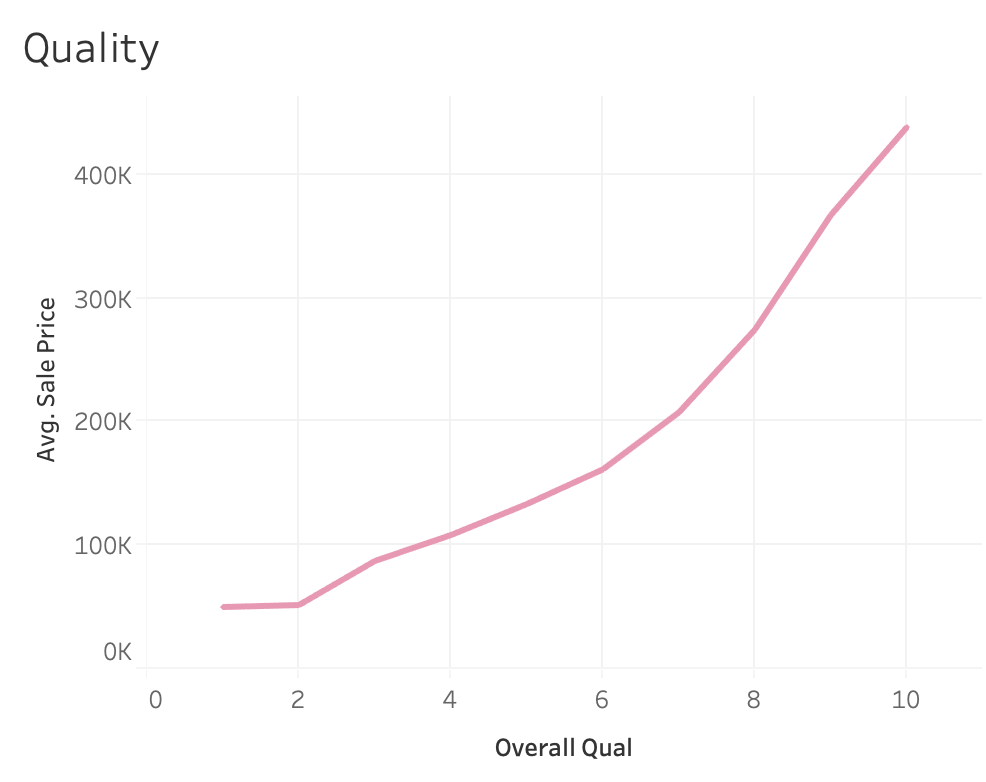 Quality
400K
300K
200K
100K
0K
Avg. Sale Price
0 2 4 6 8 10
Overall Qual